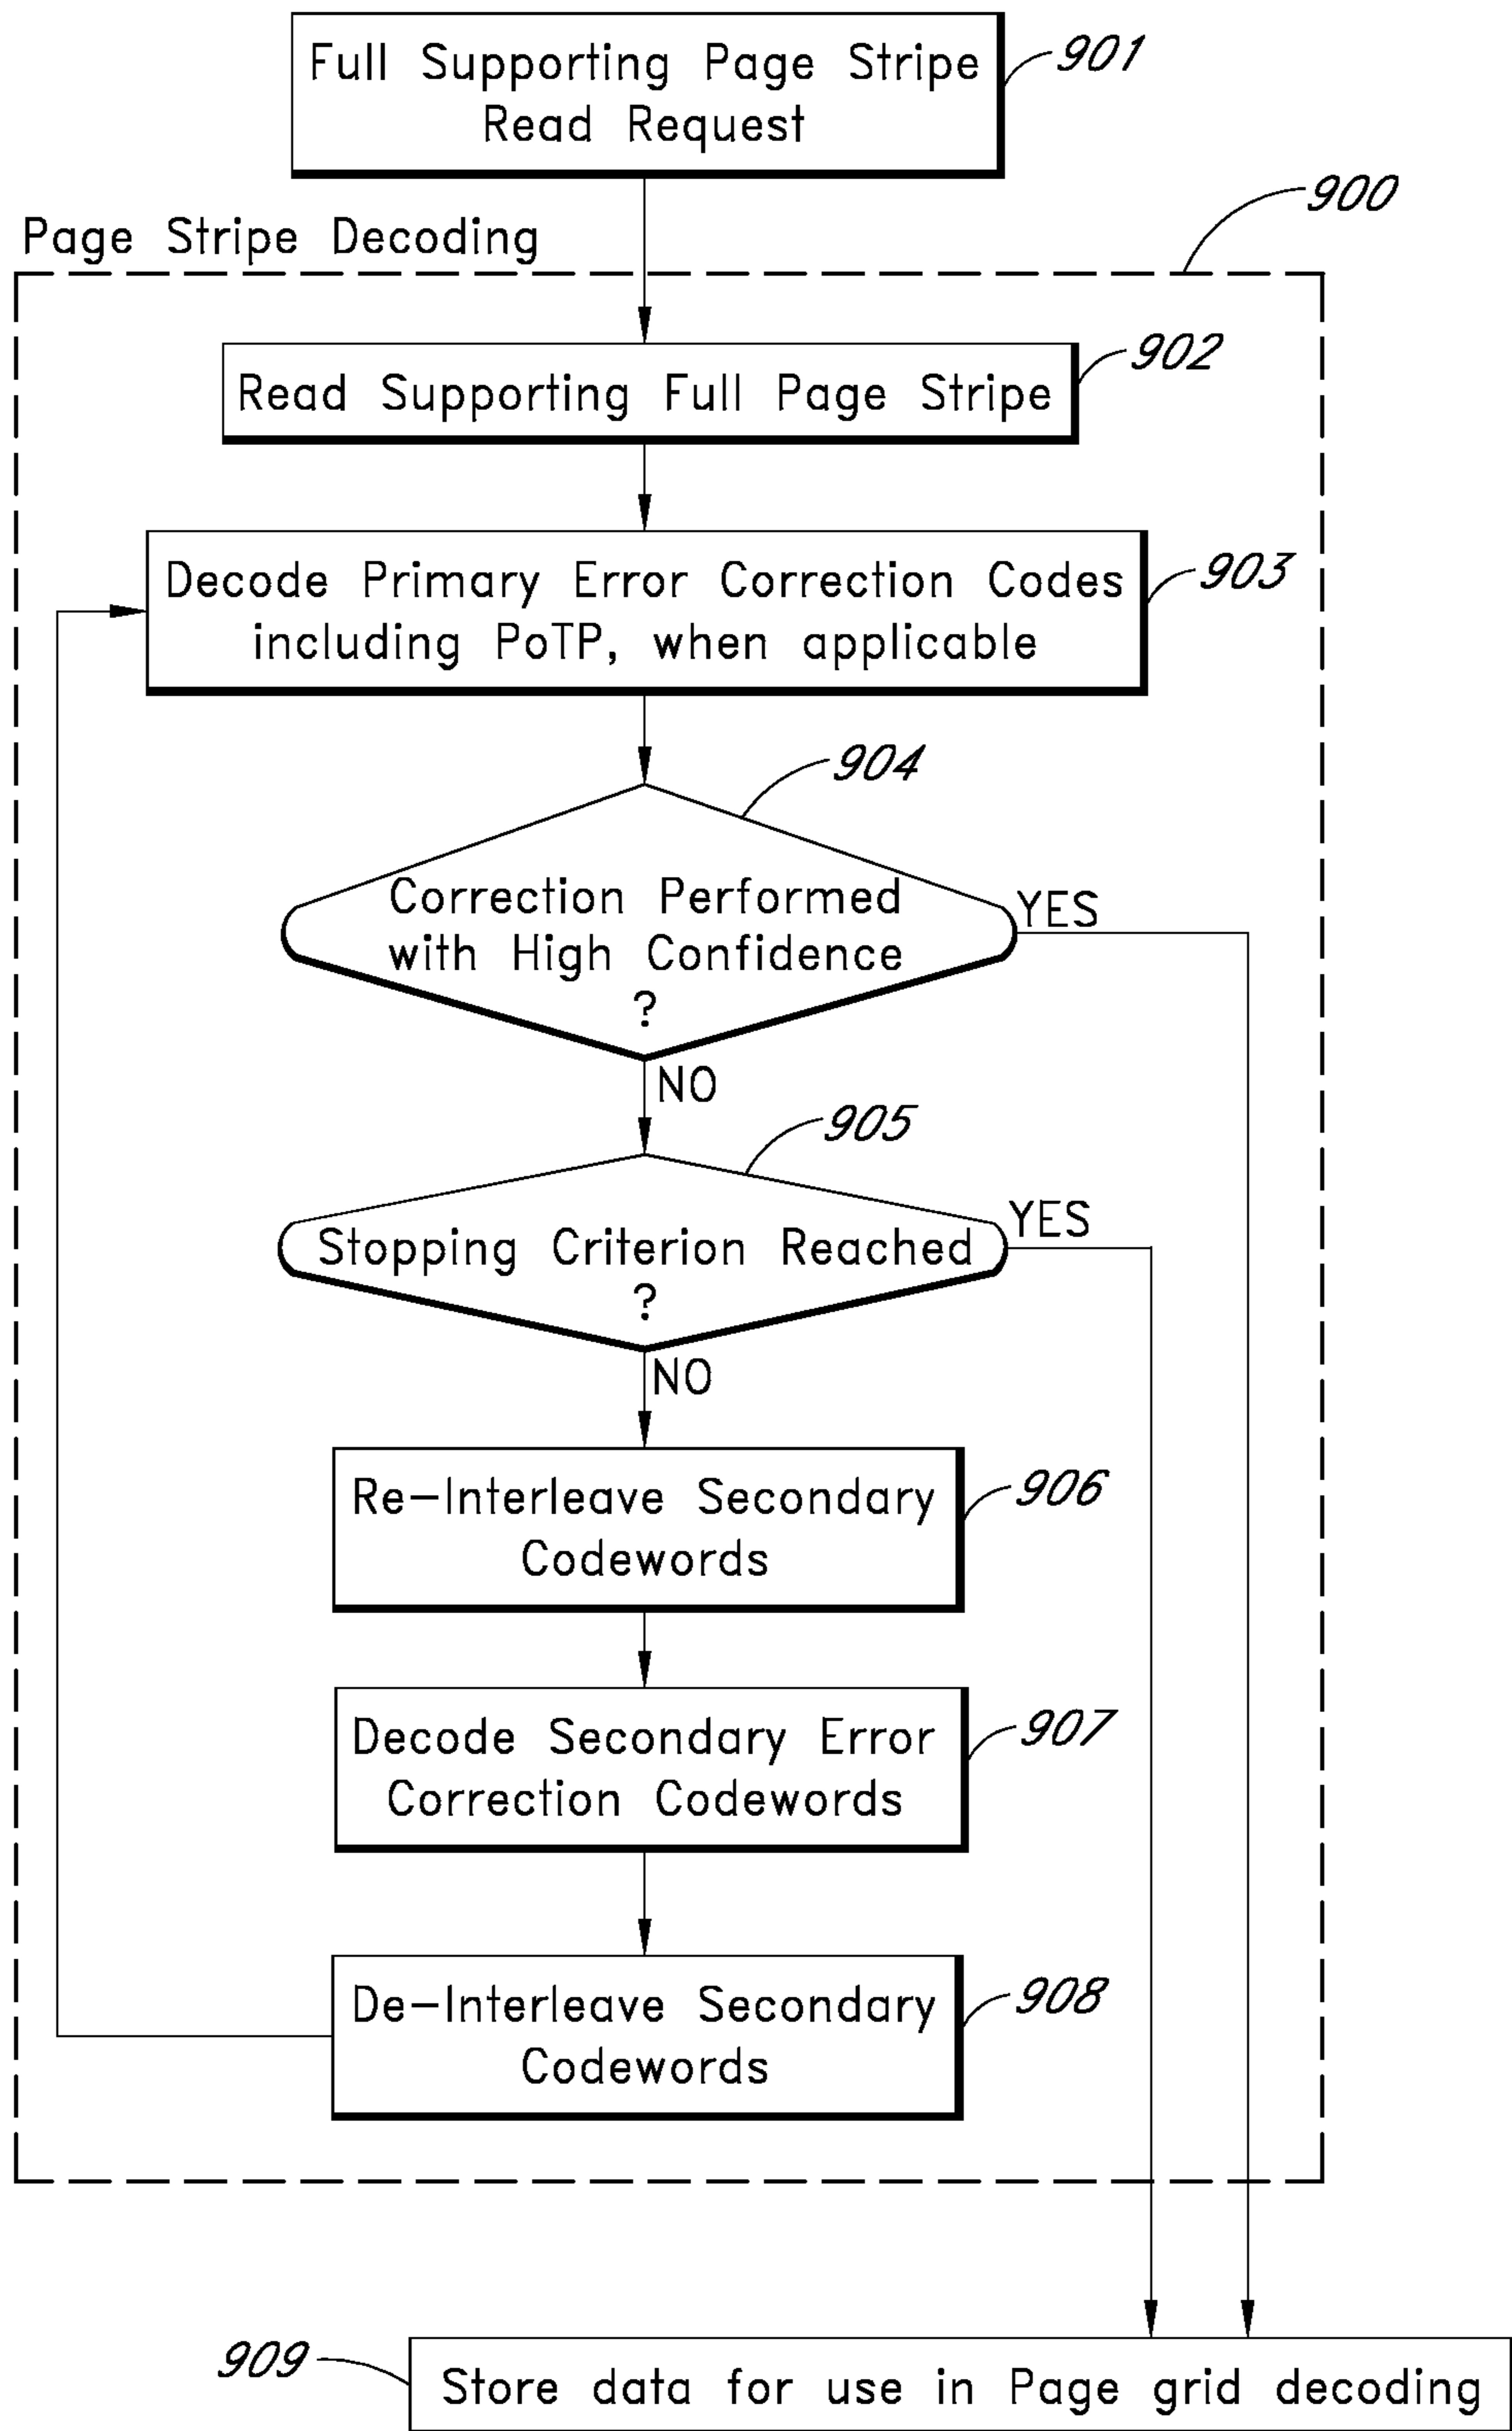 Full Supporting Page Stripe
Read Request
901
900
Page Stripe Decoding
902
Read Supporting Full Page Stripe
903
Decode Primary Error Correction Codes
including PoTP, when applicable
904
Correction Performed
with High Confidence
?
YES
NO
905
Stopping Criterion Reached
?
YES
NO
Re-Interleave Secondary
Codewords
906
Decode Secondary Error
Correction Codewords
907
De-Interleave Secondary
Codewords
908
909
Store data for use in Page grid decoding